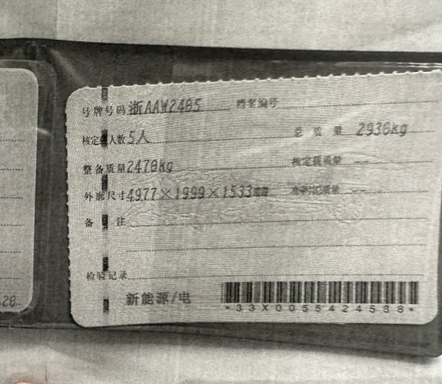 号牌号码 浙AAW2485 档案编号
核定载人数 5人 总质量 2930kg
整备质量 2470kg 核定载质量 --
外廓尺寸 4977×1999×1533mm 准牵引总质量 --
备注
检验记录
新能源/电
*33X0055424588*
28